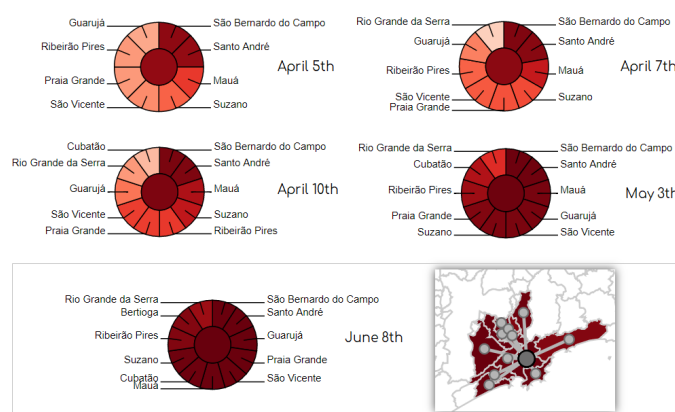 Guarujá
São Bernardo do Campo
Ribeirão Pires
Santo André
Praia Grande
Mauá
São Vicente
Suzano
April 5th
Rio Grande da Serra
São Bernardo do Campo
Guarujá
Santo André
Ribeirão Pires
Mauá
São Vicente
Suzano
Praia Grande
April 7th
Cubatão
São Bernardo do Campo
Rio Grande da Serra
Santo André
Guarujá
Mauá
São Vicente
Suzano
Praia Grande
Ribeirão Pires
April 10th
Rio Grande da Serra
São Bernardo do Campo
Cubatão
Santo André
Ribeirão Pires
Mauá
Praia Grande
Guarujá
Suzano
São Vicente
May 3th
Rio Grande da Serra
São Bernardo do Campo
Bertioga
Santo André
Ribeirão Pires
Guarujá
Suzano
Praia Grande
Cubatão
São Vicente
Mauá
June 8th